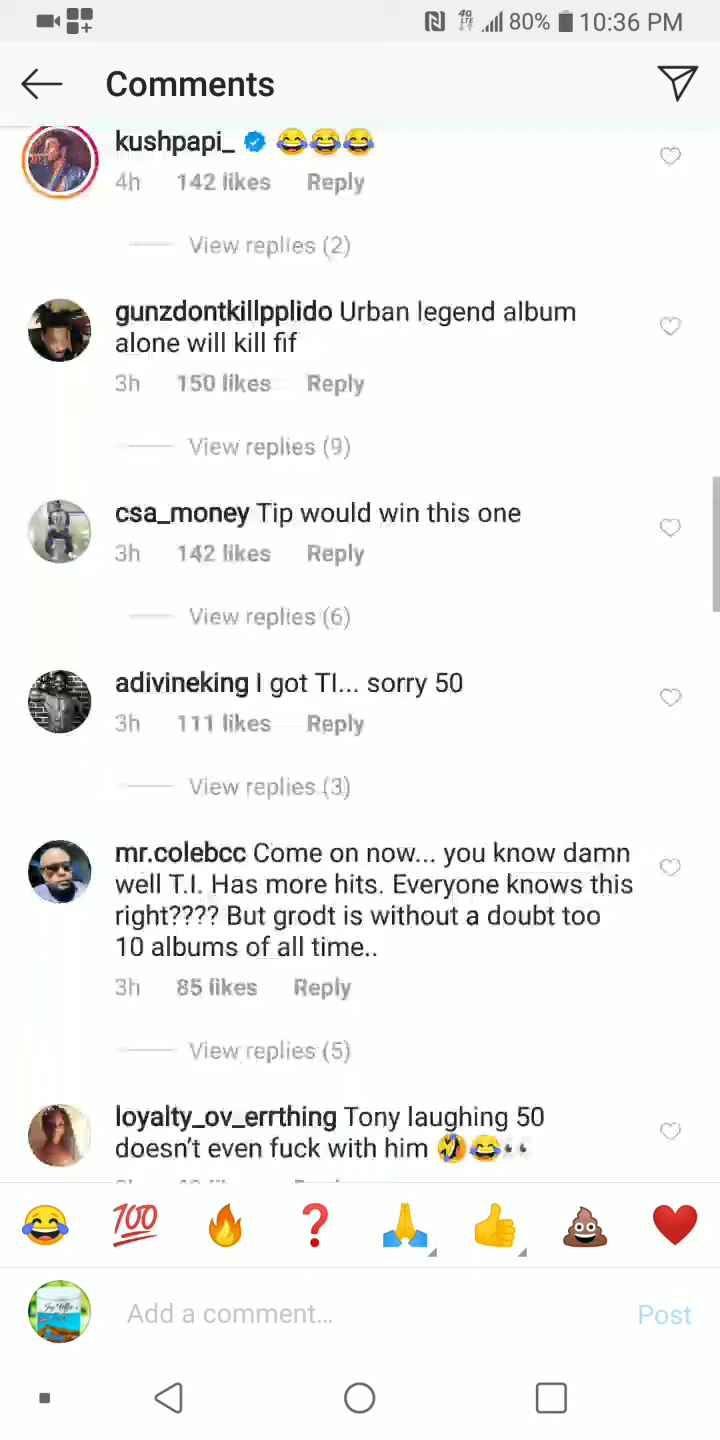 4G
LTE
80%
10:36 PM
Comments
kushpapi_ 😂😂😂
4h 142 likes Reply
View replies (2)
gunzdontkillpplido Urban legend album
alone will kill fif
3h 150 likes Reply
View replies (9)
csa_money Tip would win this one
3h 142 likes Reply
View replies (6)
adivineking I got TI... sorry 50
3h 111 likes Reply
View replies (3)
mr.colebcc Come on now... you know damn
well T.I. Has more hits. Everyone knows this
right???? But grodt is without a doubt too
10 albums of all time..
3h 85 likes Reply
View replies (5)
loyalty_ov_errthing Tony laughing 50
doesn't even fuck with him 🤣😂👀
😂 💯 🔥 ❓ 🙏 👍 💩 ❤️
Add a comment...
Post